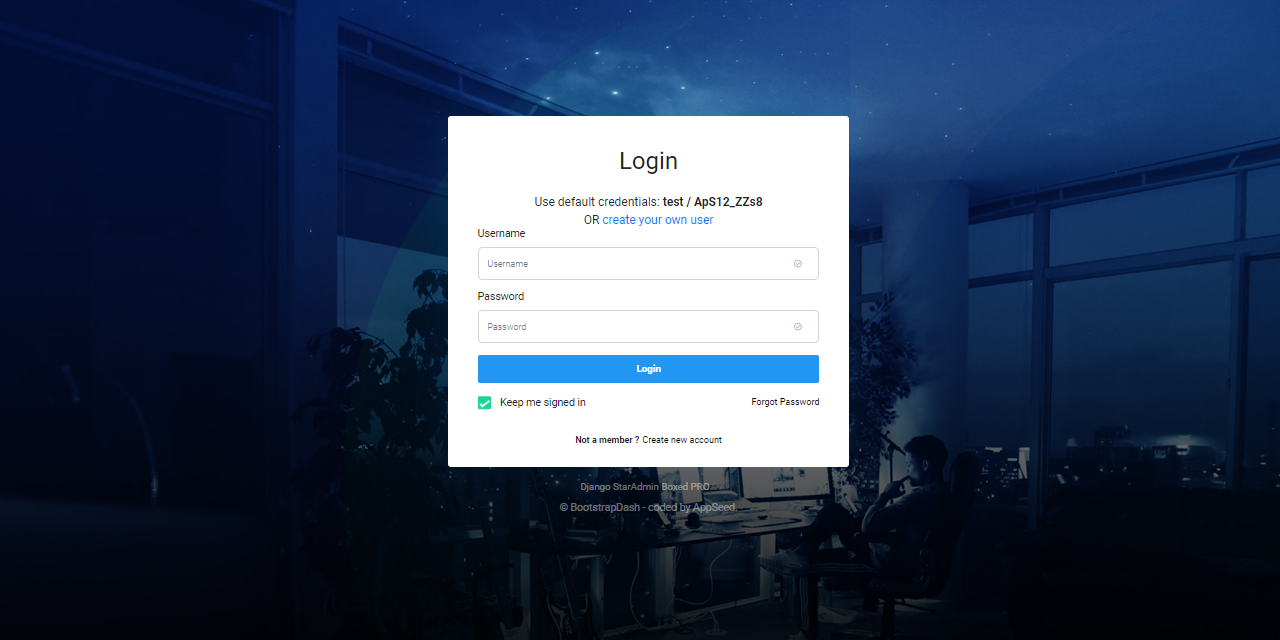 Login
Use default credentials: test / ApS12_ZZs8
OR create your own user
Username
Username
Password
Password
Login
Keep me signed in
Forgot Password
Not a member ? Create new account
Django StarAdmin Boxed PRO
© BootstrapDash - coded by AppSeed.